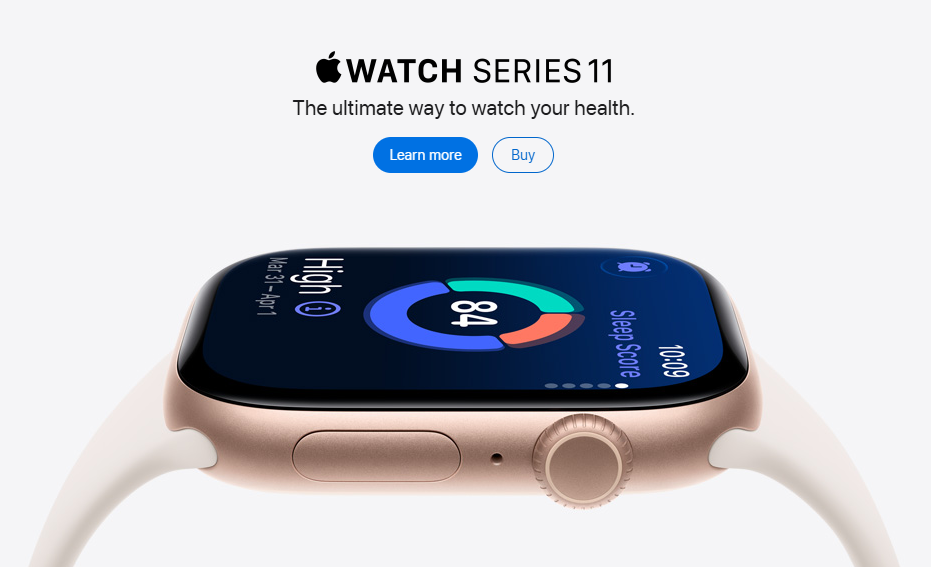 WATCH SERIES 11
The ultimate way to watch your health.
Learn more
Buy
10:09
Sleep Score
84
High
Mar 31 – Apr 1